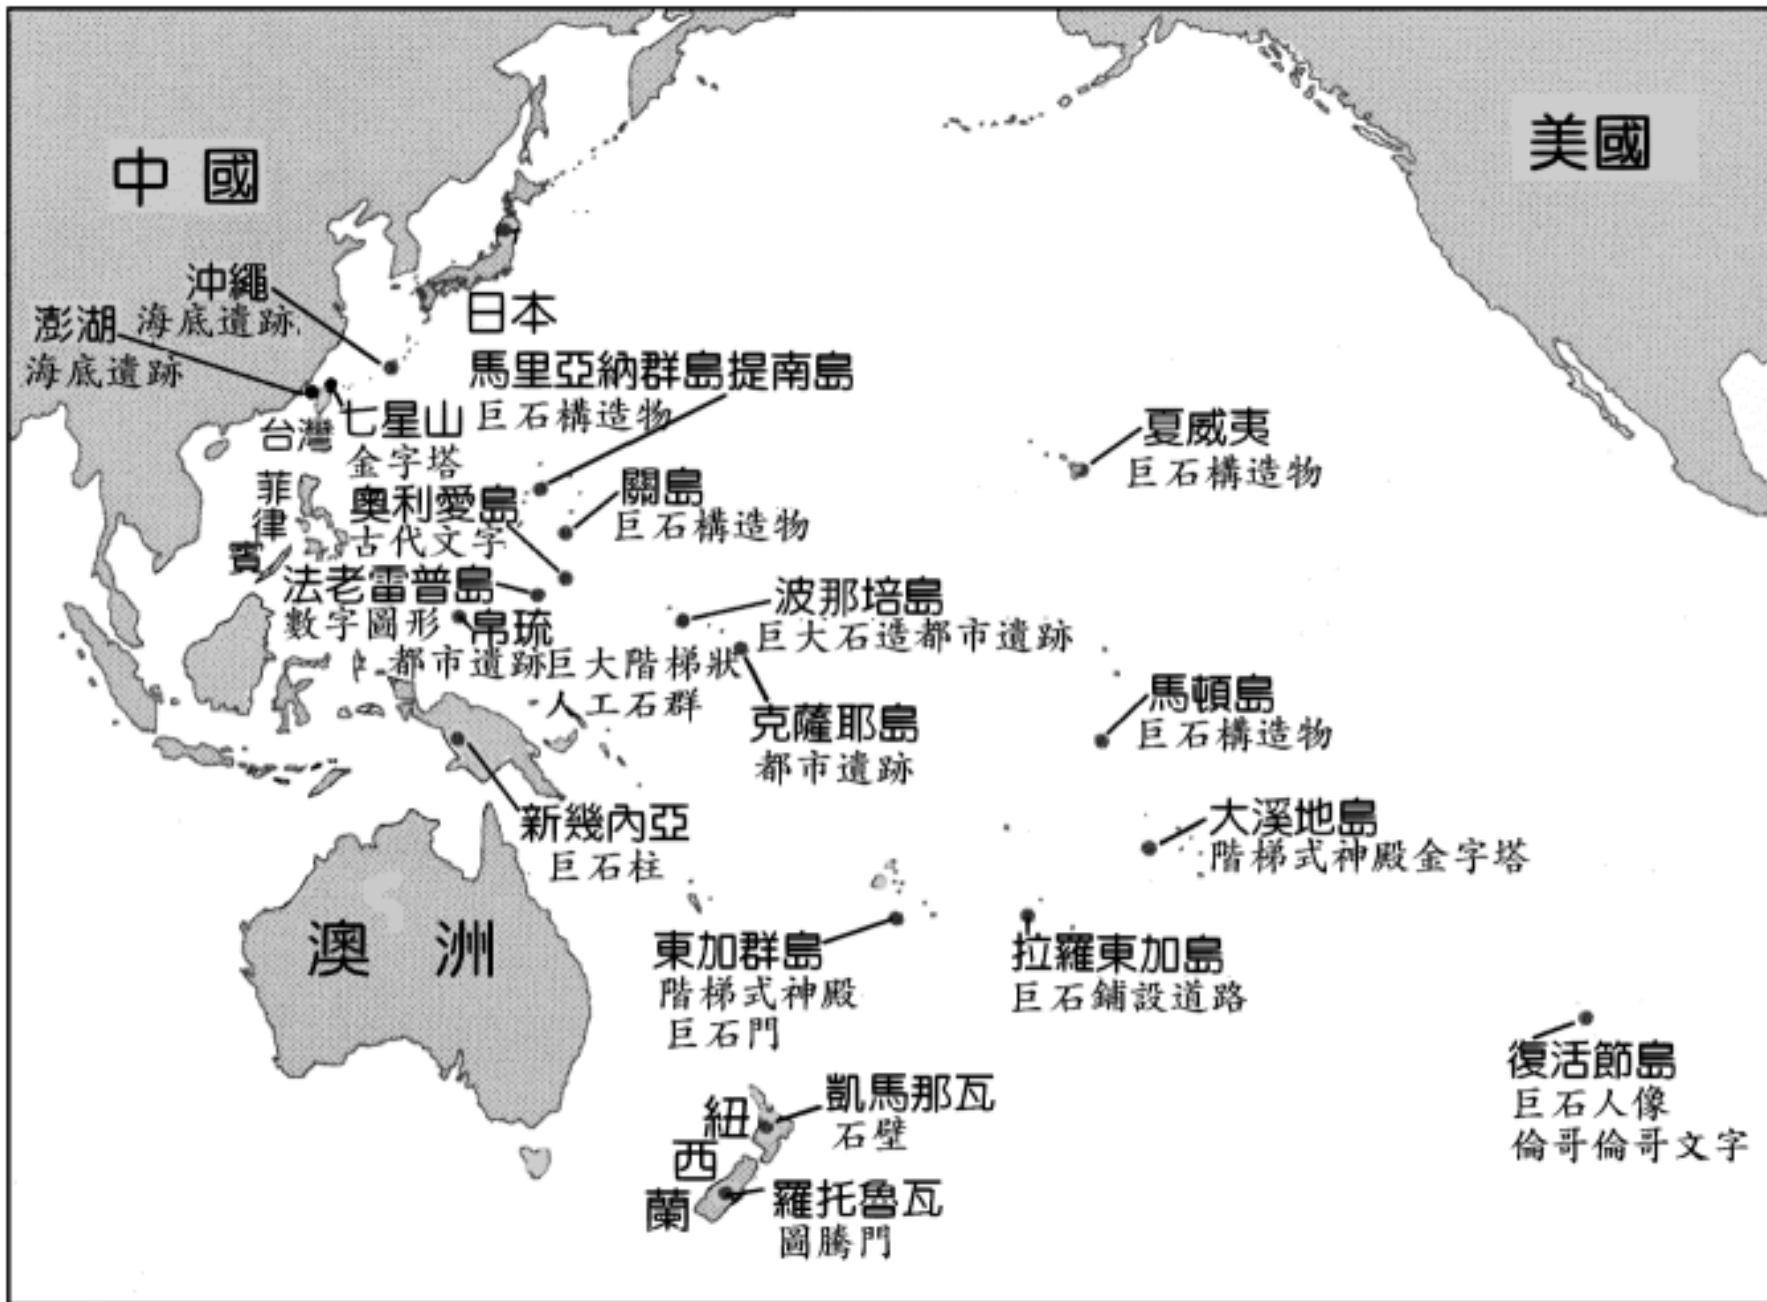 中國
美國
沖繩
海底遺跡
澎湖
海底遺跡
日本
馬里亞納群島提南島
巨石構造物
七星山
金字塔
台灣
夏威夷
巨石構造物
菲律賓
關島
巨石構造物
奧利愛島
古代文字
法老雷普島
數字圖形
帛琉
都市遺跡巨大階梯狀
人工石群
波那培島
巨大石造都市遺跡
克薩耶島
都市遺跡
馬頓島
巨石構造物
新幾內亞
巨石柱
大溪地島
階梯式神殿金字塔
澳洲
東加群島
階梯式神殿
巨石門
拉羅東加島
巨石鋪設道路
復活節島
巨石人像
倫哥倫哥文字
紐西蘭
凱馬那瓦
石壁
羅托魯瓦
圖騰門